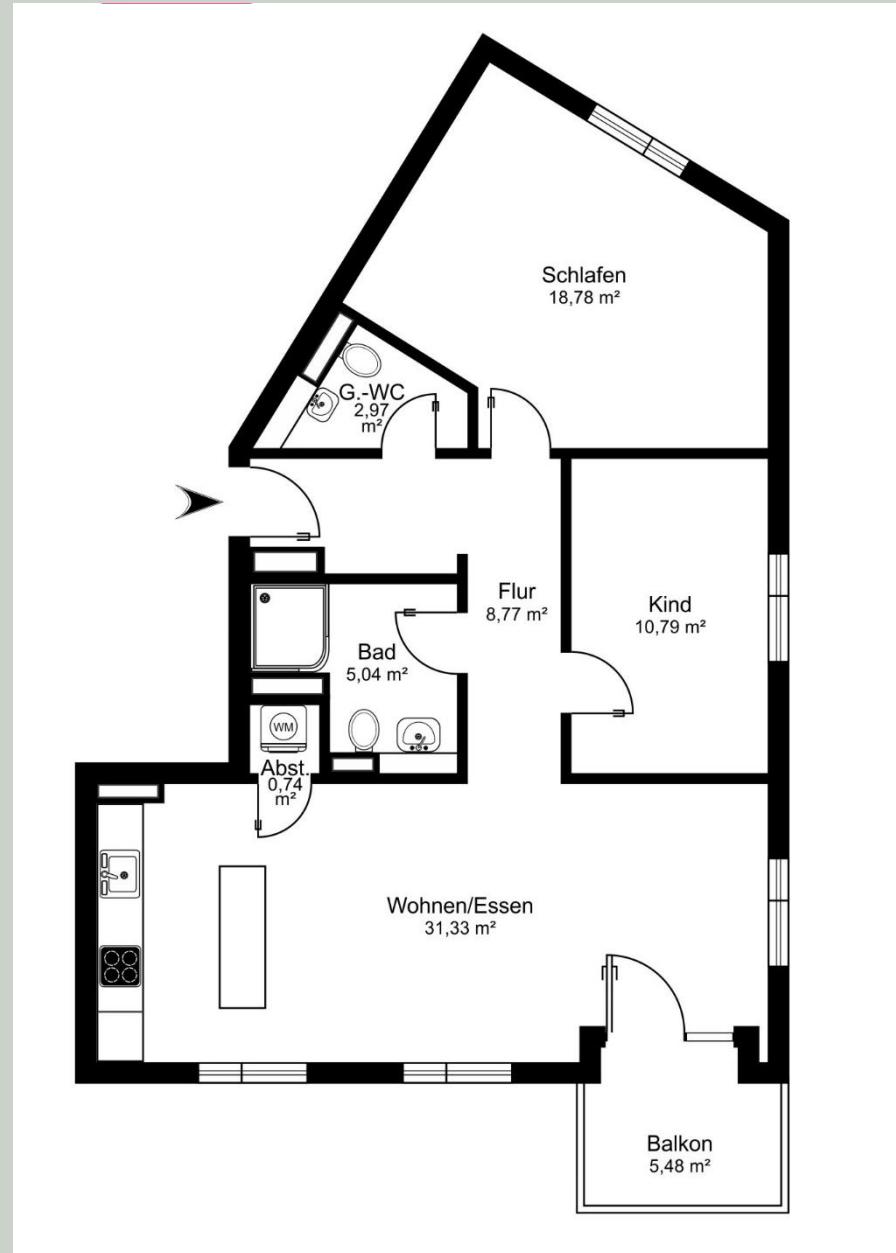 Schlafen
18,78 m²
G.-WC
2,97
m²
Flur
8,77 m²
Kind
10,79 m²
Bad
5,04 m²
WM
Abst.
0,74
m²
Wohnen/Essen
31,33 m²
Balkon
5,48 m²